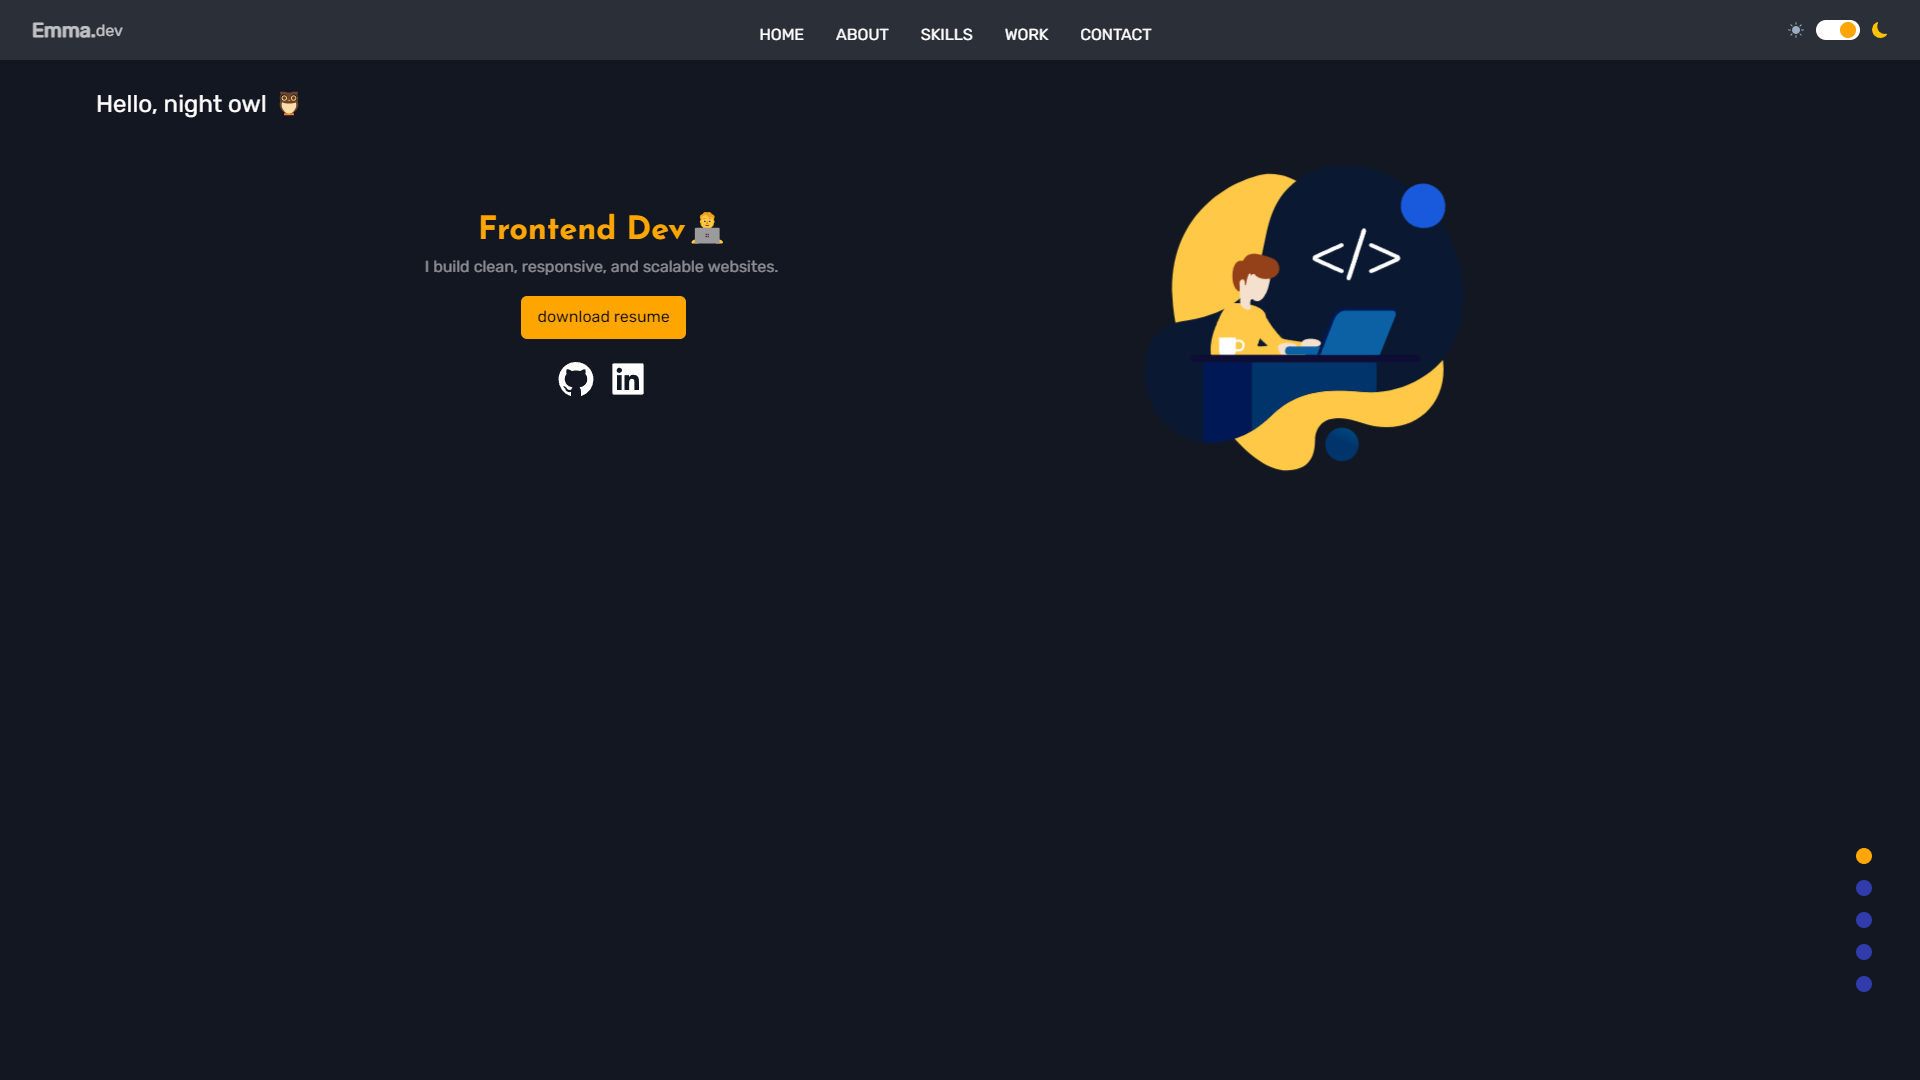 Emma.dev
HOME ABOUT SKILLS WORK CONTACT
Hello, night owl 🦉
Frontend Dev 🧑‍💻
I build clean, responsive, and scalable websites.
download resume
in
</>